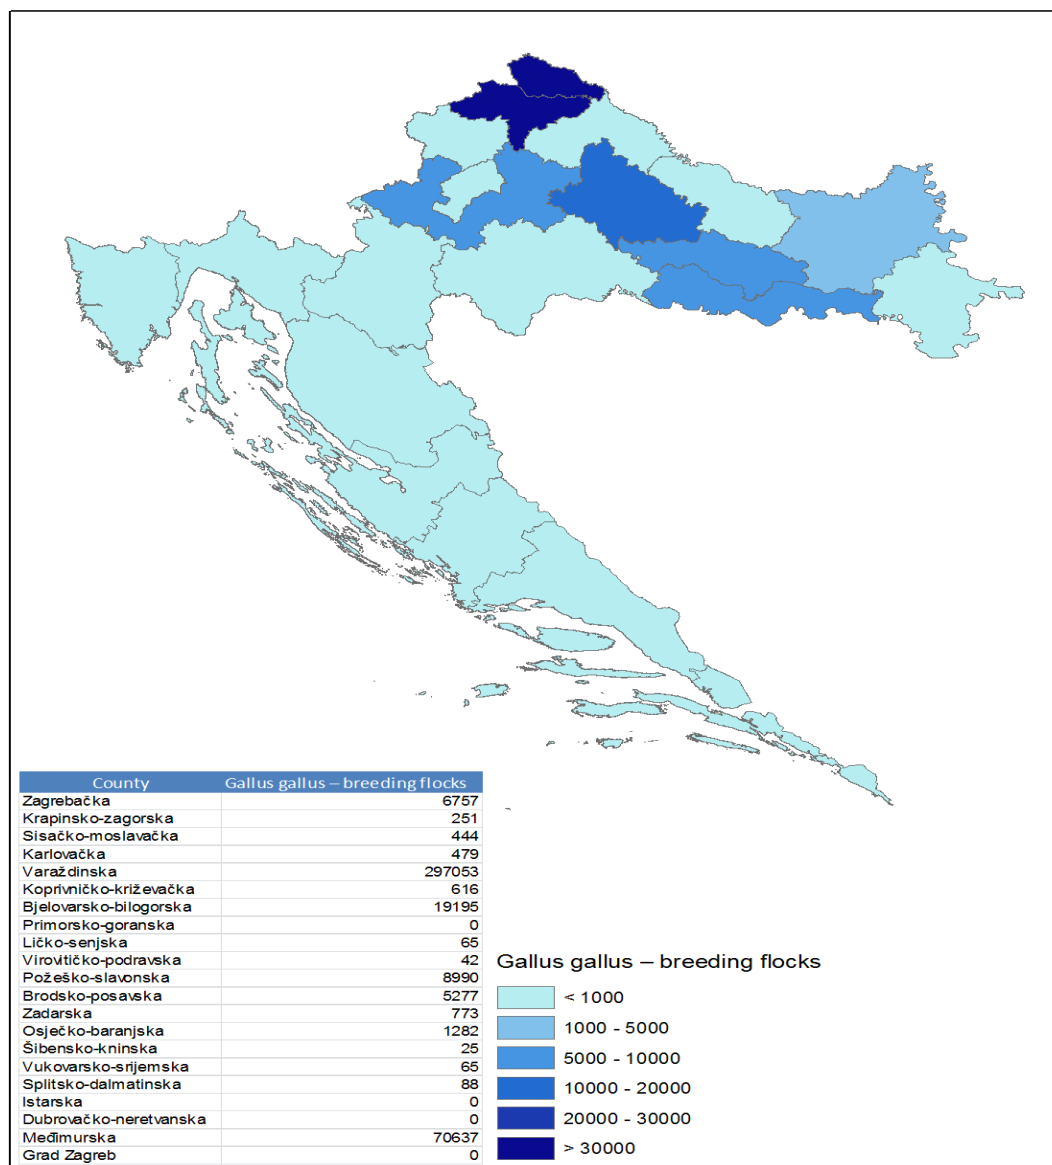 County Gallus gallus – breeding flocks
Zagrebačka 6757
Krapinsko-zagorska 251
Sisačko-moslavačka 444
Karlovačka 479
Varaždinska 297053
Koprivničko-križevačka 616
Bjelovarsko-bilogorska 19195
Primorsko-goranska 0
Ličko-senjska 65
Virovitičko-podravska 42
Požeško-slavonska 8990
Brodsko-posavska 5277
Zadarska 773
Osječko-baranjska 1282
Šibensko-kninska 25
Vukovarsko-srijemska 65
Splitsko-dalmatinska 88
Istarska 0
Dubrovačko-neretvanska 0
Međimurska 70637
Grad Zagreb 0
Gallus gallus – breeding flocks
< 1000
1000 - 5000
5000 - 10000
10000 - 20000
20000 - 30000
> 30000